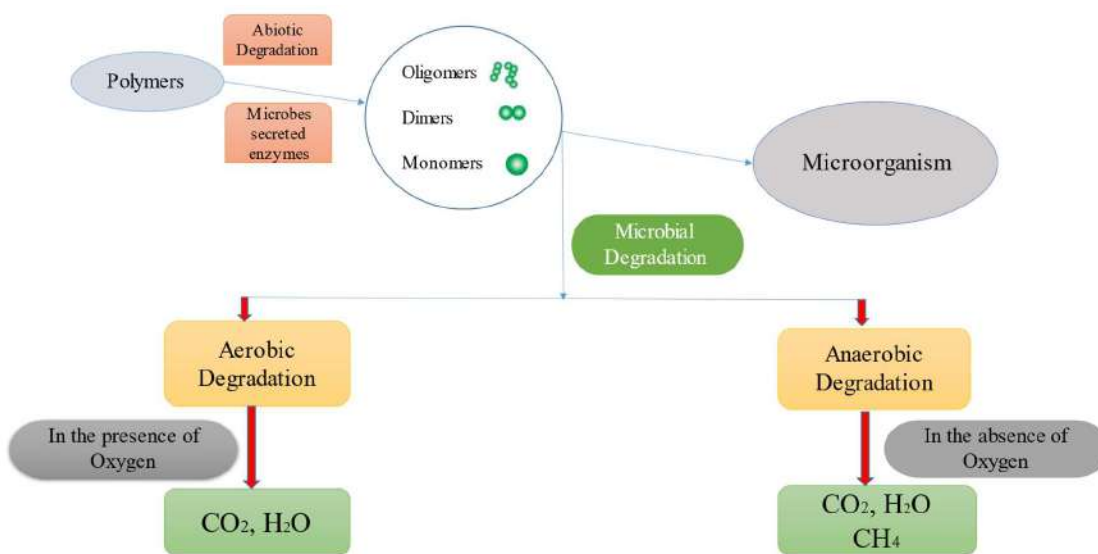 Abiotic
Degradation
Polymers
Microbes
secreted
enzymes
Oligomers
Dimers
Monomers
Microorganism
Microbial
Degradation
Aerobic
Degradation
Anaerobic
Degradation
In the presence of
Oxygen
In the absence of
Oxygen
CO₂, H₂O
CO₂, H₂O
CH₄